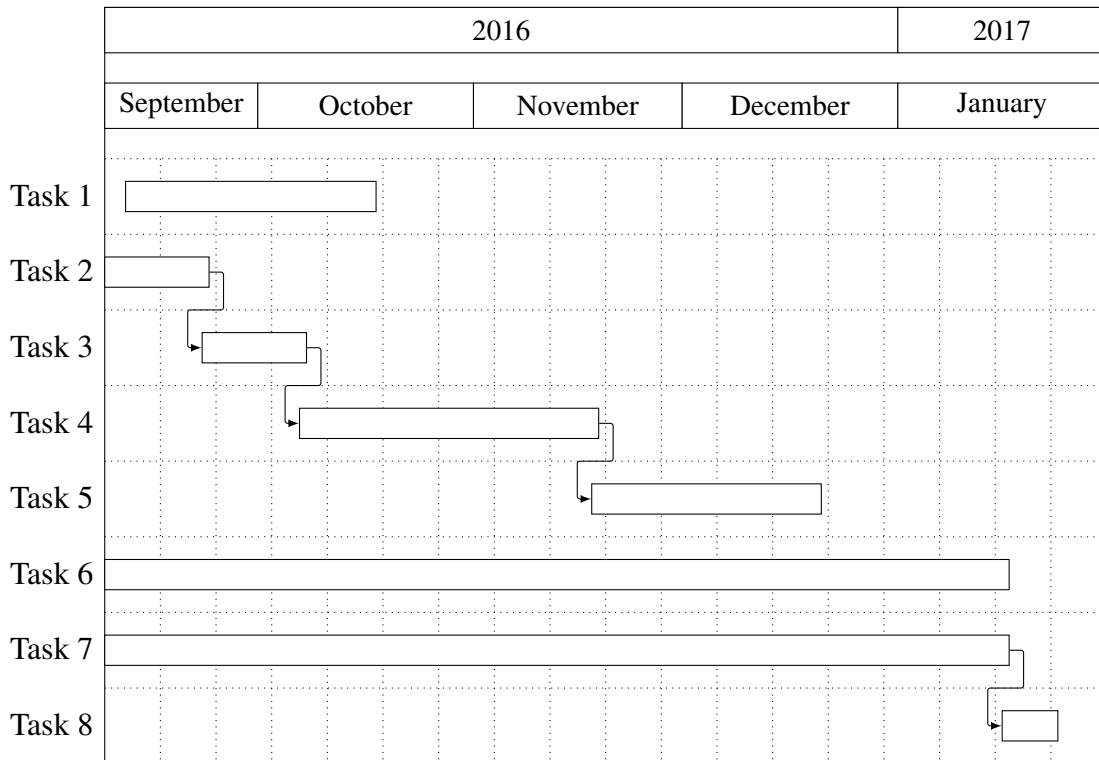 2016 2017
September October November December January
Task 1
Task 2
Task 3
Task 4
Task 5
Task 6
Task 7
Task 8